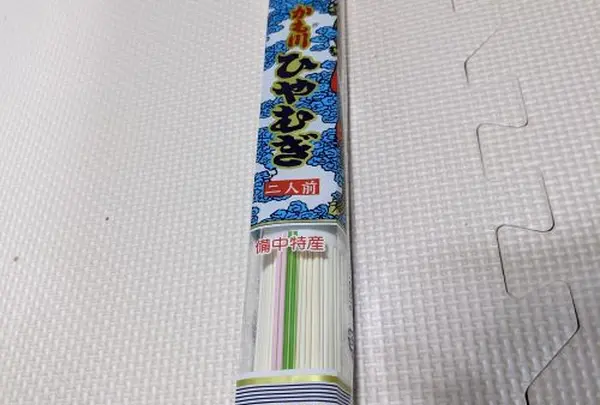 かも川
ひやむぎ
二人前
備中特産